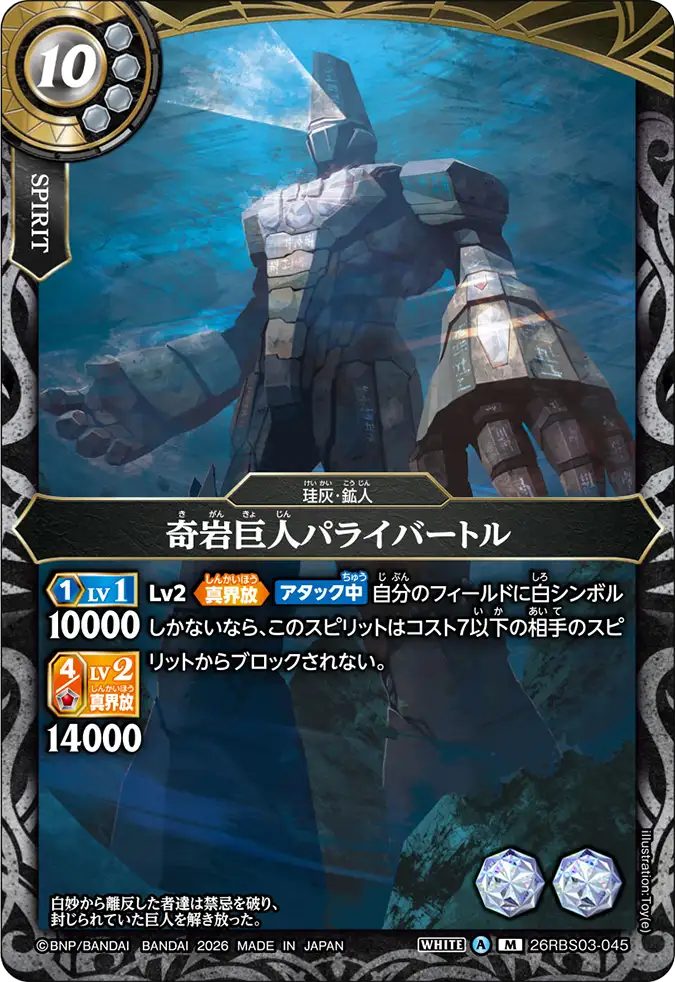 10
SPIRIT
けいかい こうじん
珪灰・鉱人
き がん きょ じん
奇岩巨人パライバートル
1 LV1
10000
4 LV2
しんかいほう
真界放
14000
しんかいほう ちゅう じぶん しろ
Lv2 真界放 アタック中 自分のフィールドに白シンボル
いか あいて
しかないなら、このスピリットはコスト7以下の相手のスピ
リットからブロックされない。
白妙から離反した者達は禁忌を破り、
封じられていた巨人を解き放った。
illustration:Toy(e)
©BNP/BANDAI BANDAI 2026 MADE IN JAPAN WHITE A M 26RBS03-045